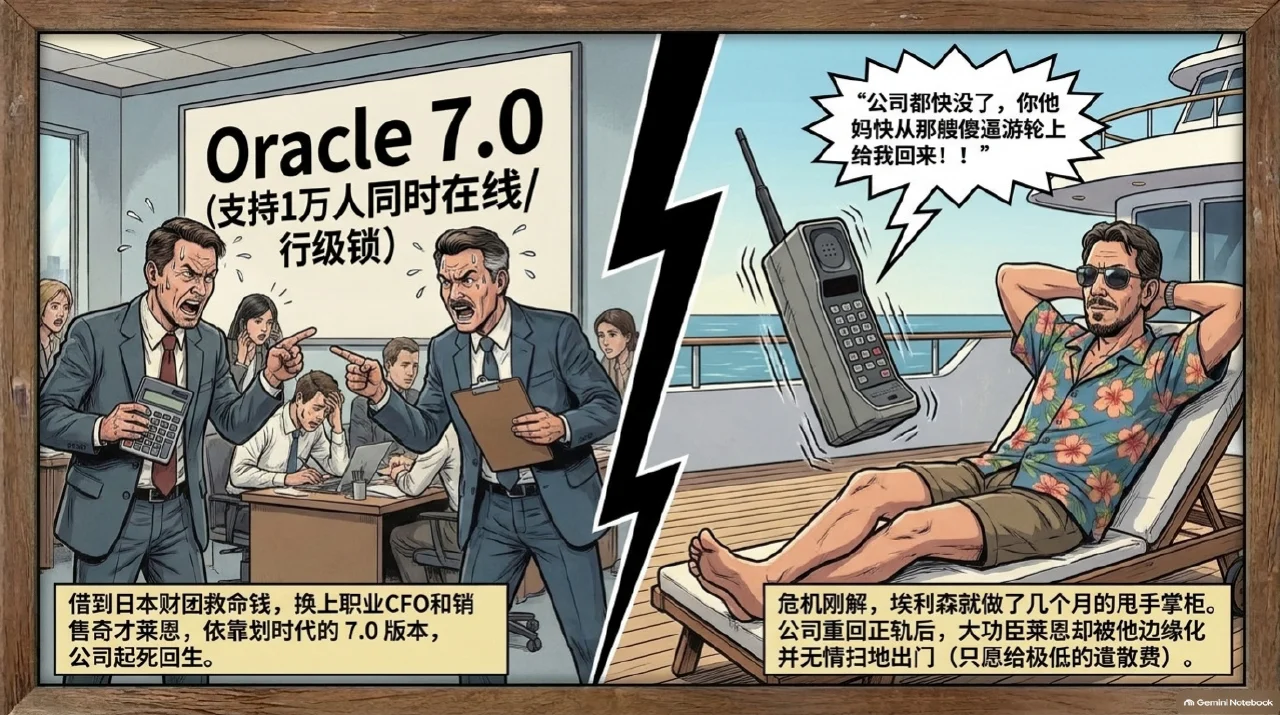 Oracle 7.0
(支持1万人同时在线/
行级锁）
“公司都快没了，你他
妈快从那艘傻逼游轮上
给我回来！！”
借到日本财团救命钱，换上职业CFO和销
售奇才莱恩，依靠划时代的 7.0 版本，
公司起死回生。
危机刚解，埃利森就做了几个月的甩手掌柜。
公司重回正轨后，大功臣莱恩却被他边缘化
并无情扫地出门（只愿给极低的遣散费）。
Gemini Notebook